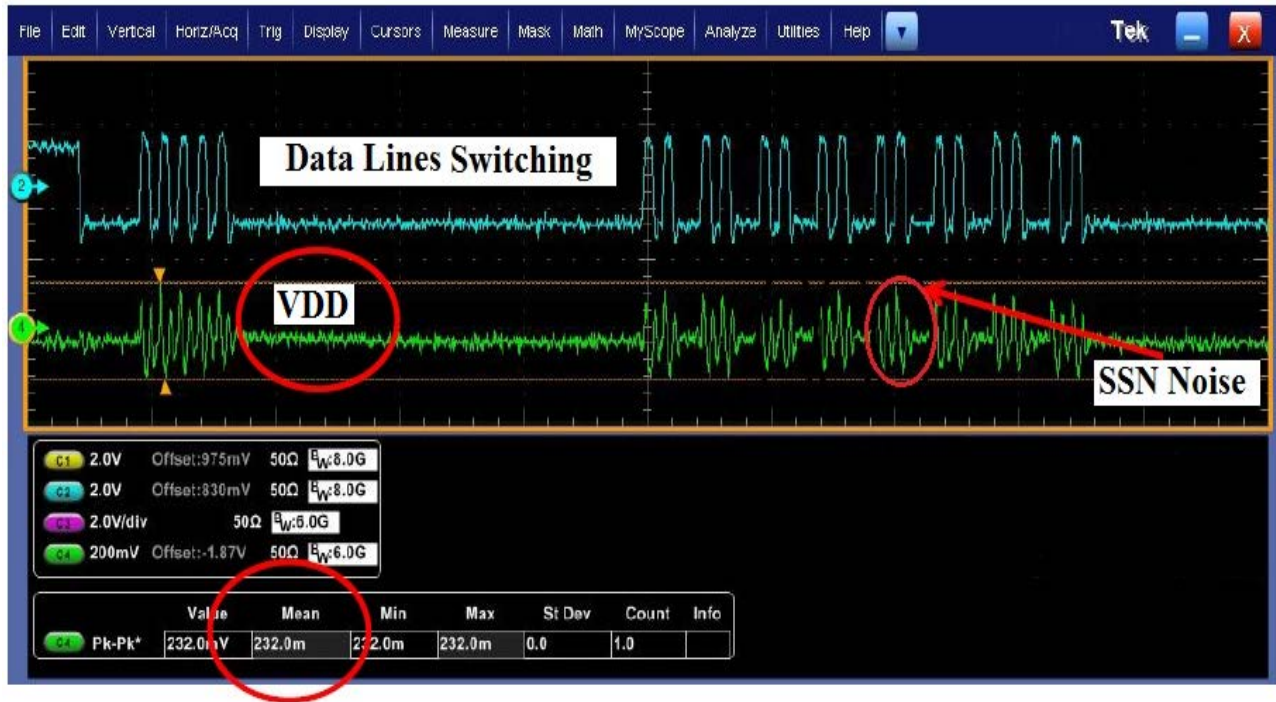 File Edit Vertical Horiz/Acq Trig Display Cursors Measure Mask Math MyScope Analyze Utilities Help Tek X
Data Lines Switching
2
VDD
4
SSN Noise
C1 2.0V Offset:975mV 50Ω BW:8.0G
C2 2.0V Offset:830mV 50Ω BW:8.0G
C3 2.0V/div 50Ω BW:6.0G
C4 200mV Offset:-1.87V 50Ω BW:6.0G
Value Mean Min Max St Dev Count Info
C4 Pk-Pk* 232.0mV 232.0m 232.0m 232.0m 0.0 1.0